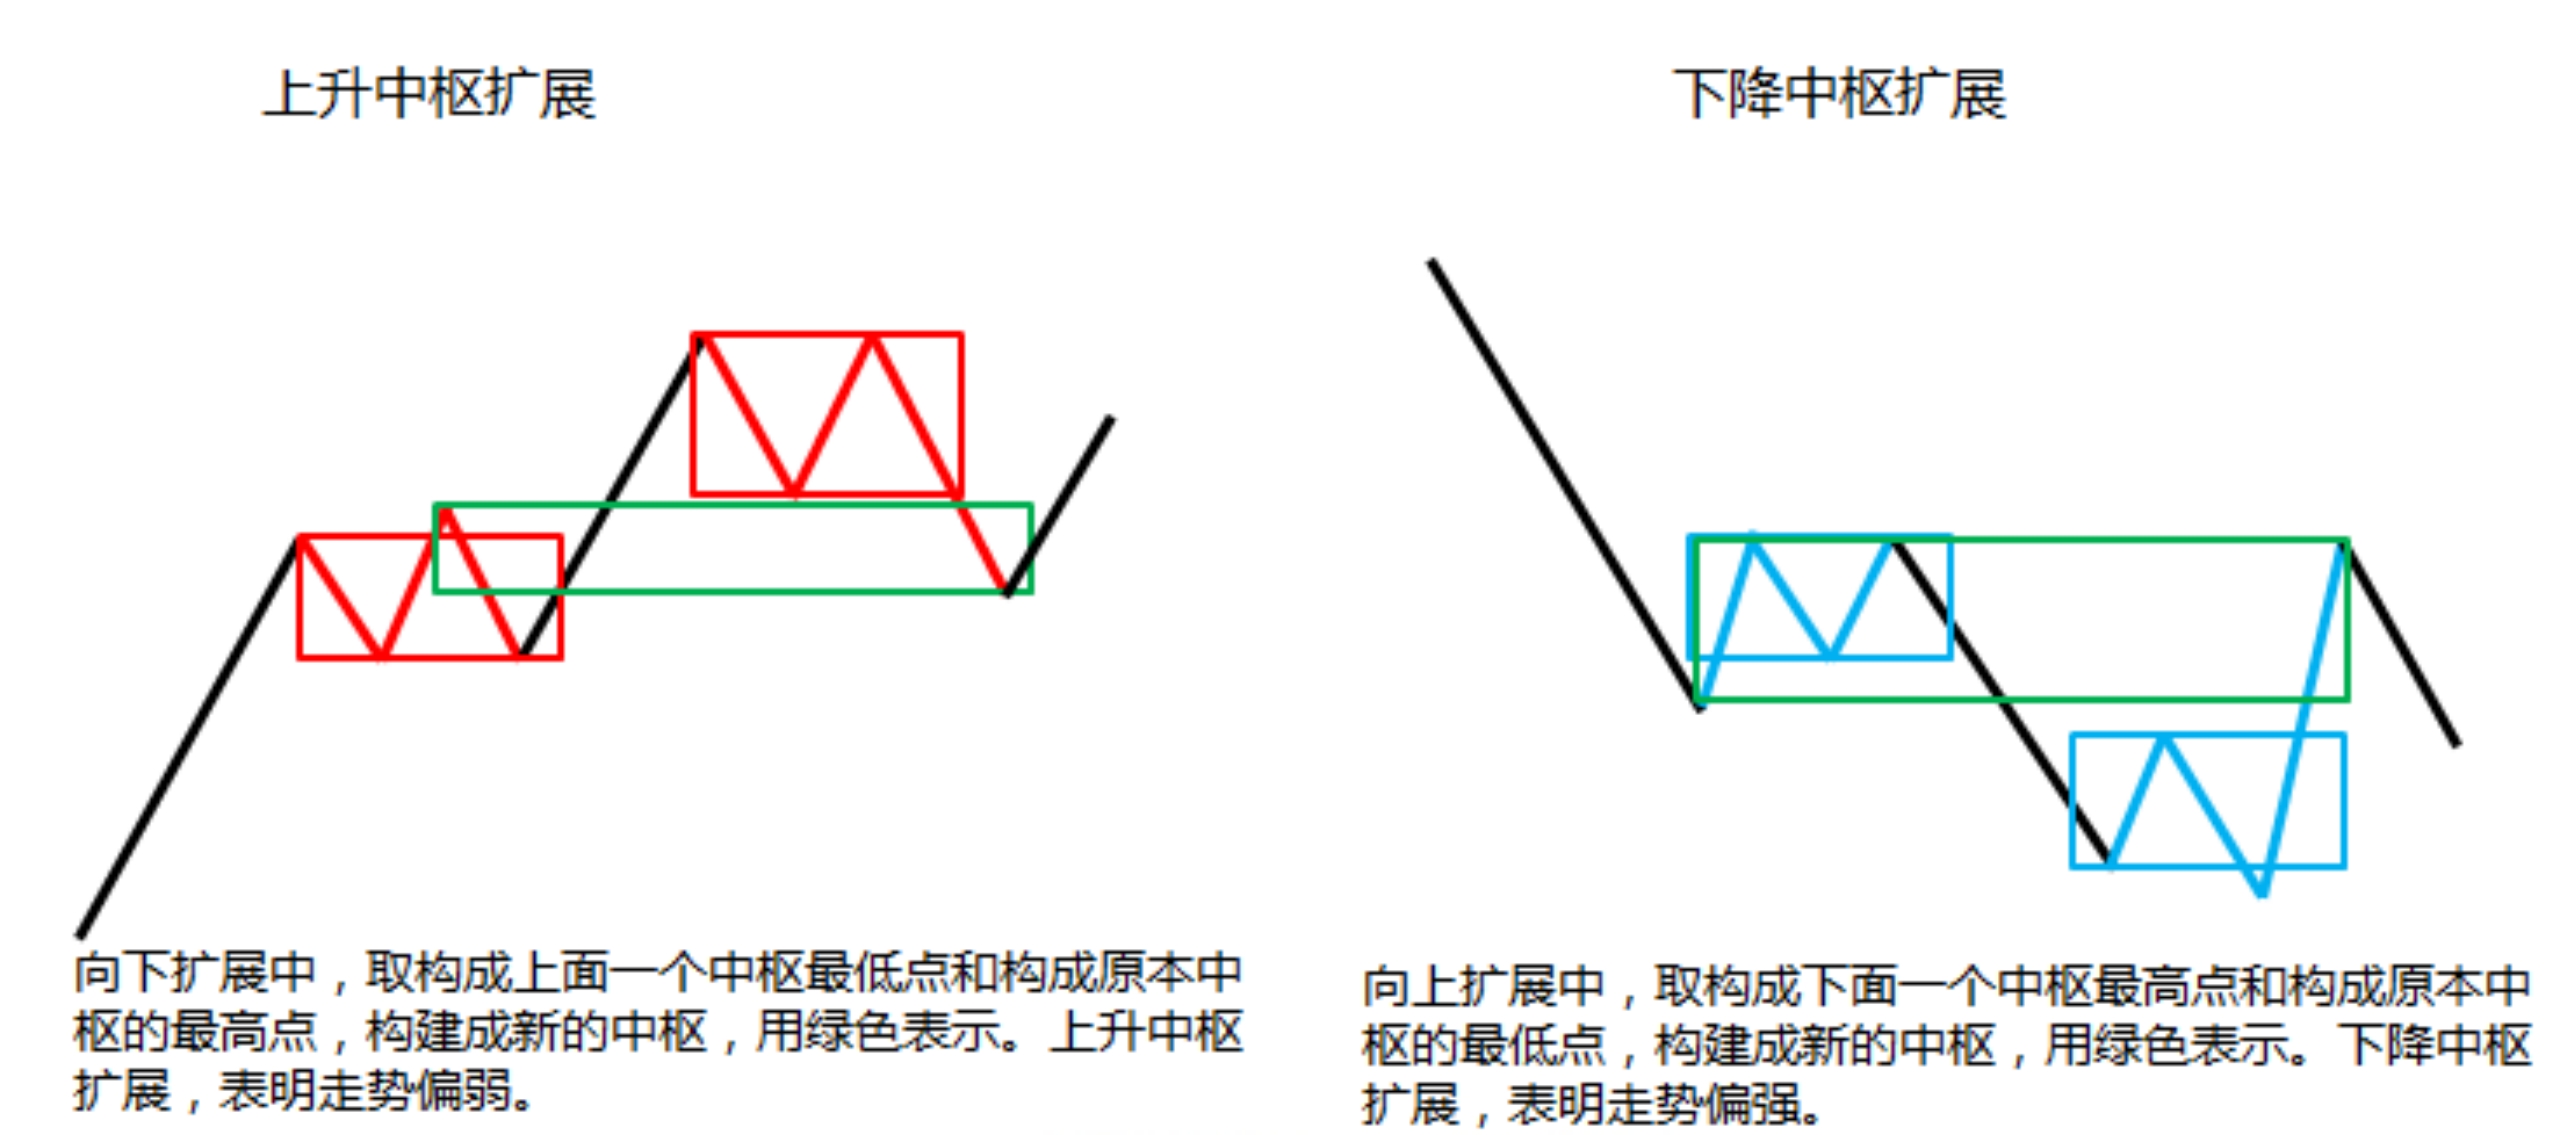 上升中枢扩展
下降中枢扩展
向下扩展中，取构成上面一个中枢最低点和构成原本中
枢的最高点，构建成新的中枢，用绿色表示。上升中枢
扩展，表明走势偏弱。
向上扩展中，取构成下面一个中枢最高点和构成原本中
枢的最低点，构建成新的中枢，用绿色表示。下降中枢
扩展，表明走势偏强。